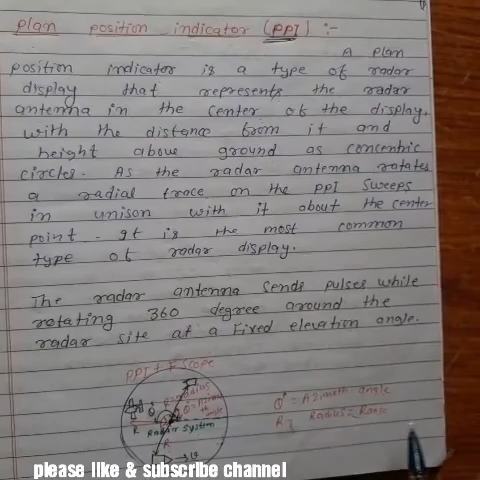 plan position indicator (PPI) :-
A plan
position indicator is a type of radar
display that represents the radar
antenna in the center of the display,
with the distance from it and
height above ground as concentric
circles. As the radar antenna rotates
a radial trace on the PPI sweeps
in unison with it about the center
point. It is the most common
type of radar display.
The radar antenna sends pulses while
rotating 360 degree around the
radar site at a fixed elevation angle.
PPI
Scope
Radar System
R
R
θ° = Azimuth angle
R = Radius = Range
please like & subscribe channel